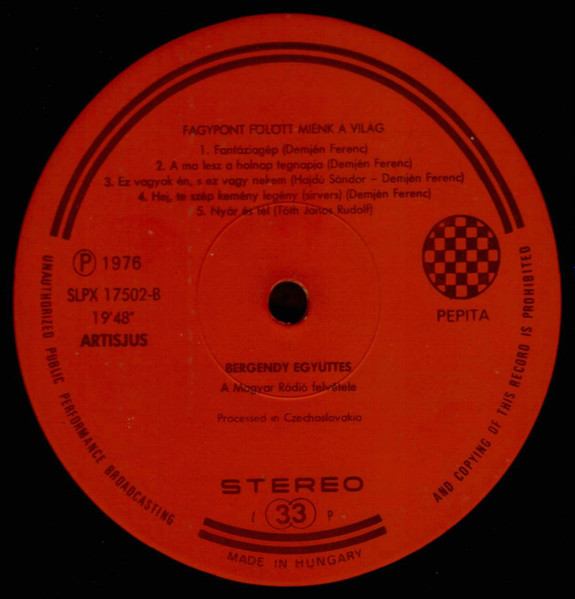 FAGYPONT FÖLÖTT MIÉNK A VILÁG
1. Fantáziagép (Demjén Ferenc)
2. A ma lesz a holnap tegnapja (Demjén Ferenc)
3. Ez vagyok én, s ez vagy nekem (Hajdú Sándor – Demjén Ferenc)
4. Hej, te szép kemény legény (sirvers) (Demjén Ferenc)
5. Nyár és tél (Tóth János Rudolf)
P 1976
SLPX 17502-B
19'48"
ARTISJUS
PEPITA
BERGENDY EGYÜTTES
A Magyar Rádió felvétele
Processed in Czechoslovakia
STEREO
33
P
MADE IN HUNGARY
UNAUTHORIZED PUBLIC PERFORMANCE BROADCASTING
AND COPYING OF THIS RECORD IS PROHIBITED